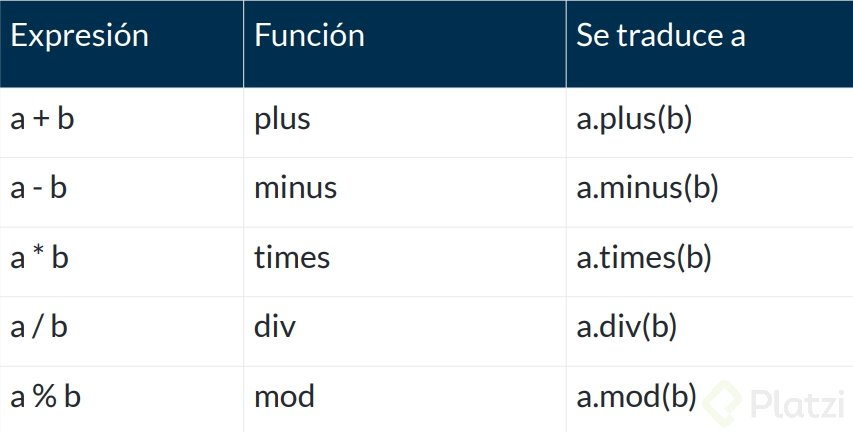 Expresión Función Se traduce a
a + b plus a.plus(b)
a - b minus a.minus(b)
a * b times a.times(b)
a / b div a.div(b)
a % b mod a.mod(b)
Platzi